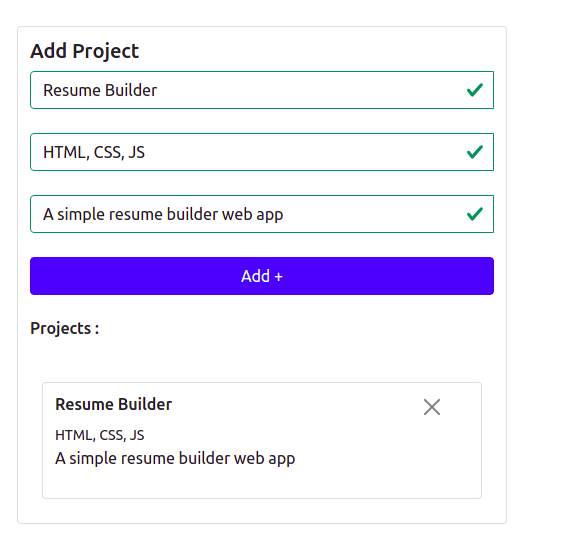 Add Project
Resume Builder
HTML, CSS, JS
A simple resume builder web app
Add +
Projects :
Resume Builder
HTML, CSS, JS
A simple resume builder web app